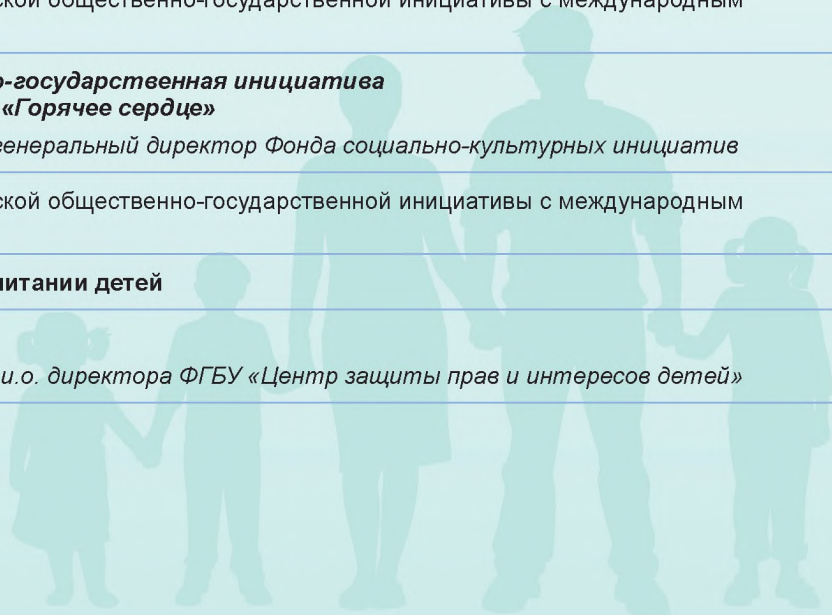 ской общественно-государственной инициативы с международным
о-государственная инициатива
«Горячее сердце»
генеральный директор Фонда социально-культурных инициатив
ской общественно-государственной инициативы с международным
питании детей
и.о. директора ФГБУ «Центр защиты прав и интересов детей»